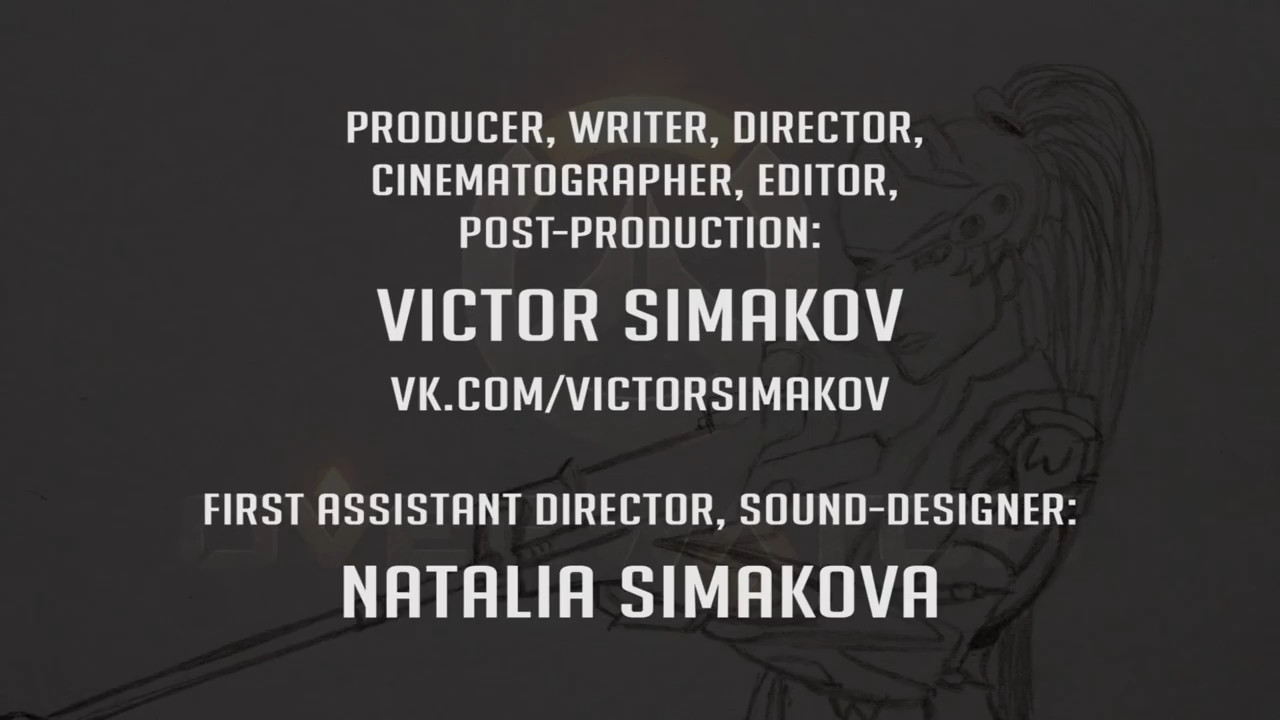 PRODUCER, WRITER, DIRECTOR,
CINEMATOGRAPHER, EDITOR,
POST-PRODUCTION:
VICTOR SIMAKOV
VK.COM/VICTORSIMAKOV
FIRST ASSISTANT DIRECTOR, SOUND-DESIGNER:
NATALIA SIMAKOVA